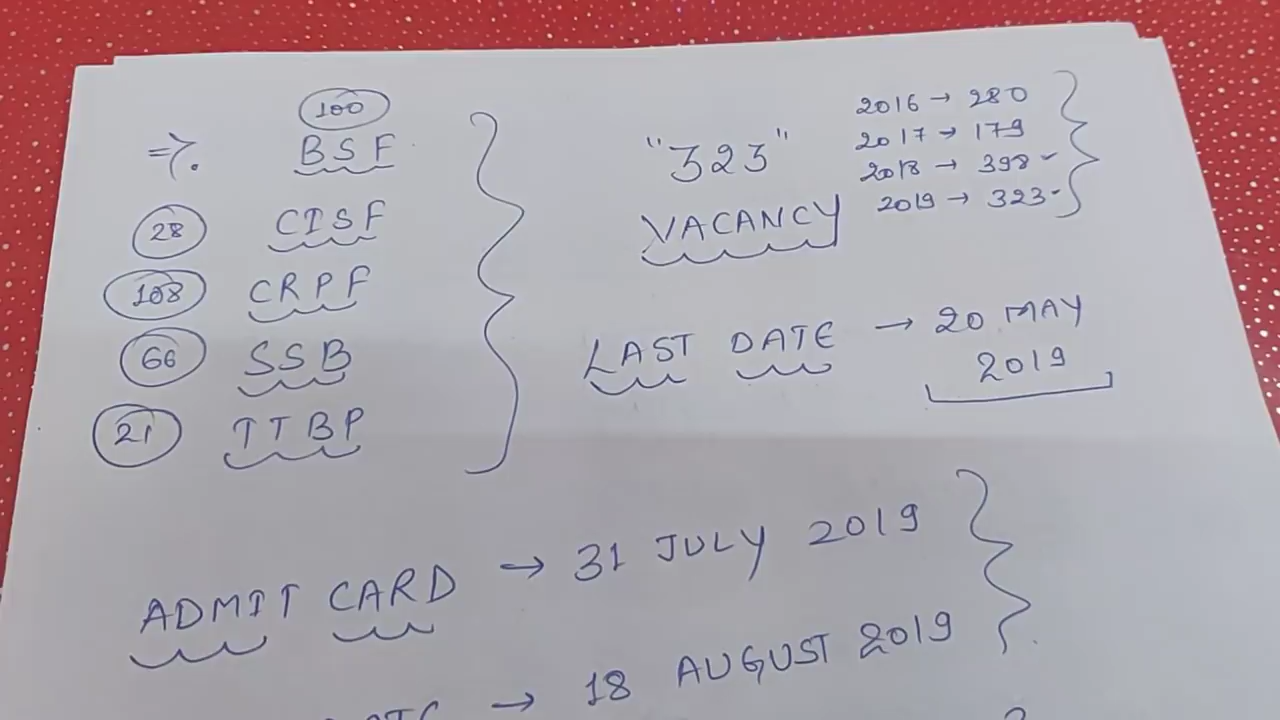 100
⇒. BSF
28 CISF
108 CRPF
66 SSB
21 ITBP
"323"
VACANCY
2016 → 280
2017 → 179
2018 → 398
2019 → 323
LAST DATE → 20 MAY
2019
ADMIT CARD → 31 JULY 2019
→ 18 AUGUST 2019